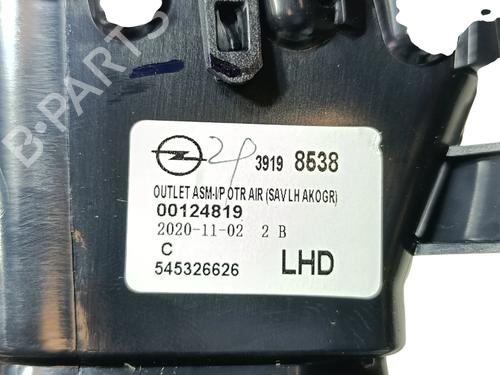 B-PARTS
24 3919 8538
OUTLET ASM-I/P OTR AIR (SAV LH AKOGR)
00124819
2020-11-02 2 B
C
545326626 LHD